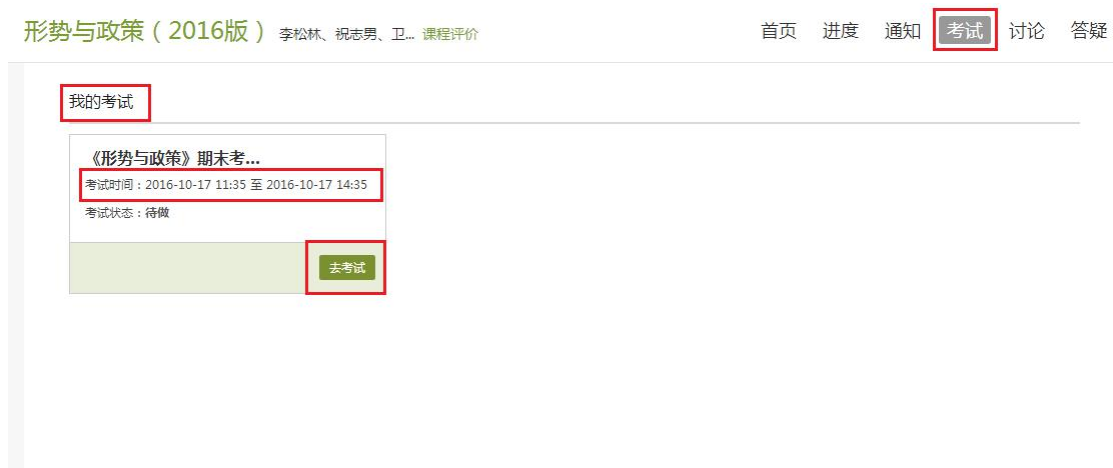 形势与政策（2016版） 李松林、祝志男、卫... 课程评价 首页 进度 通知 考试 讨论 答疑
我的考试
《形势与政策》期末考...
考试时间：2016-10-17 11:35 至 2016-10-17 14:35
考试状态：待做
去考试